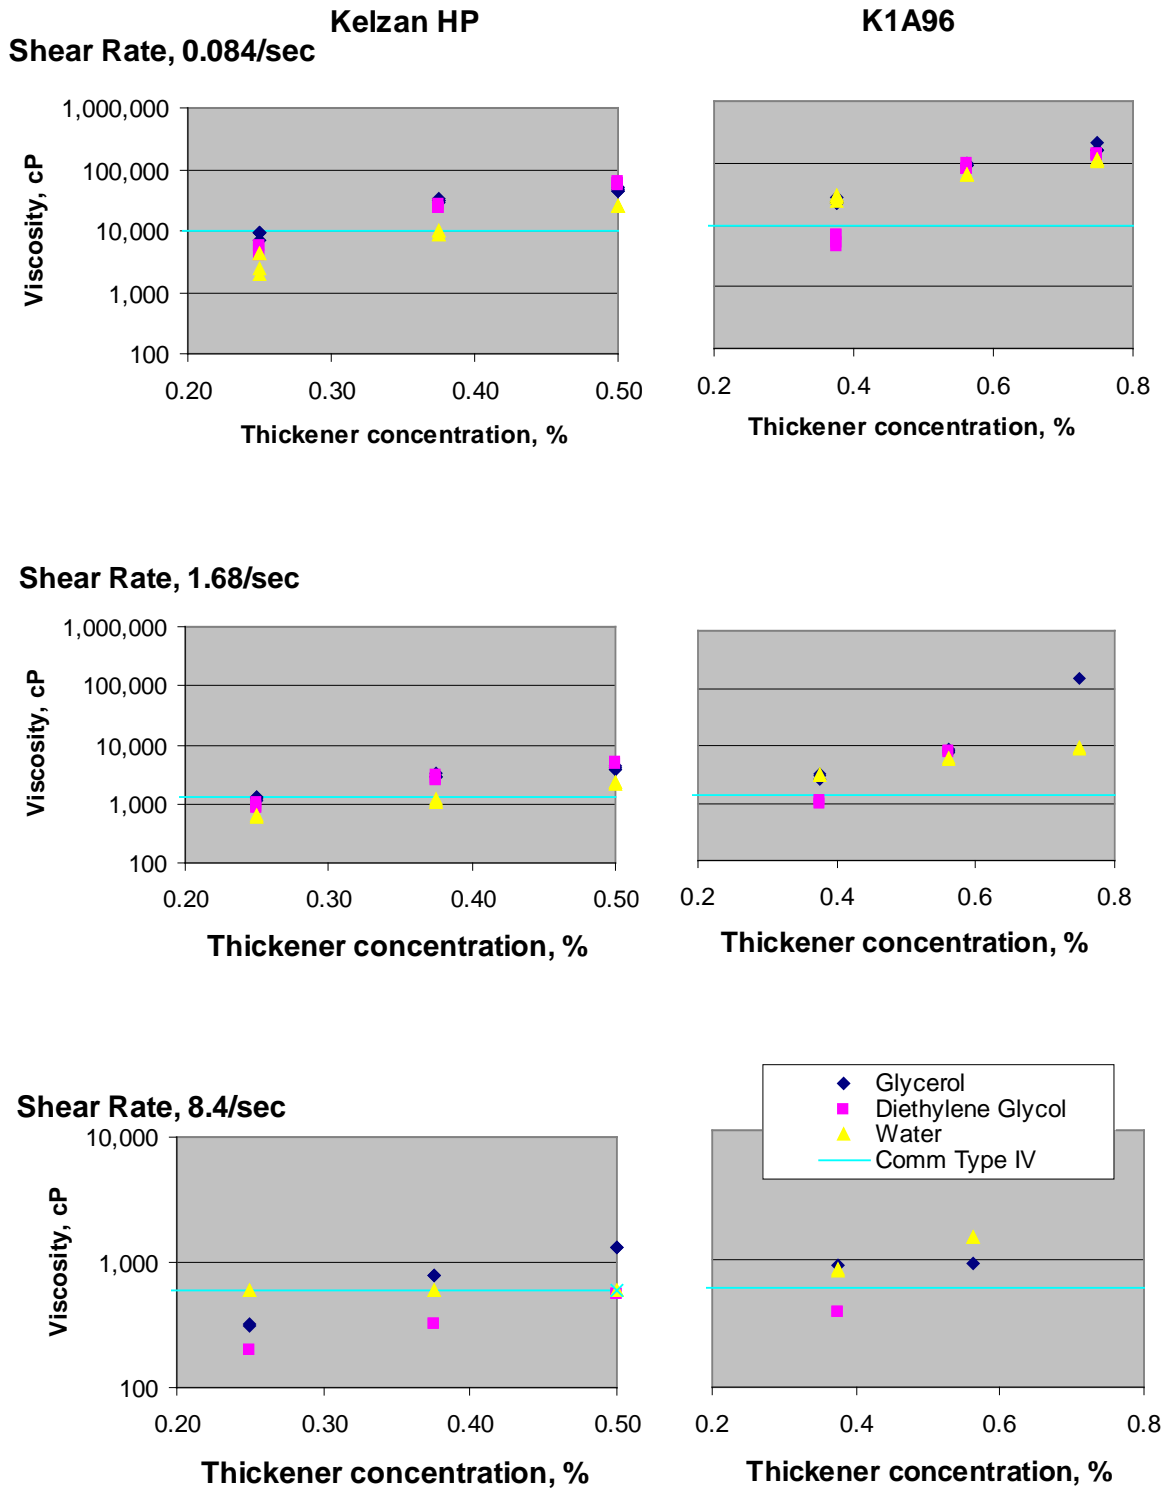 Kelzan HP K1A96
Shear Rate, 0.084/sec
1,000,000
100,000
10,000
1,000
100
Viscosity, cP
0.20 0.30 0.40 0.50
Thickener concentration, %
0.2 0.4 0.6 0.8
Thickener concentration, %
Shear Rate, 1.68/sec
1,000,000
100,000
10,000
1,000
100
Viscosity, cP
0.20 0.30 0.40 0.50
Thickener concentration, %
0.2 0.4 0.6 0.8
Thickener concentration, %
Shear Rate, 8.4/sec
10,000
1,000
100
Viscosity, cP
0.20 0.30 0.40 0.50
Thickener concentration, %
Glycerol
Diethylene Glycol
Water
Comm Type IV
0.2 0.4 0.6 0.8
Thickener concentration, %